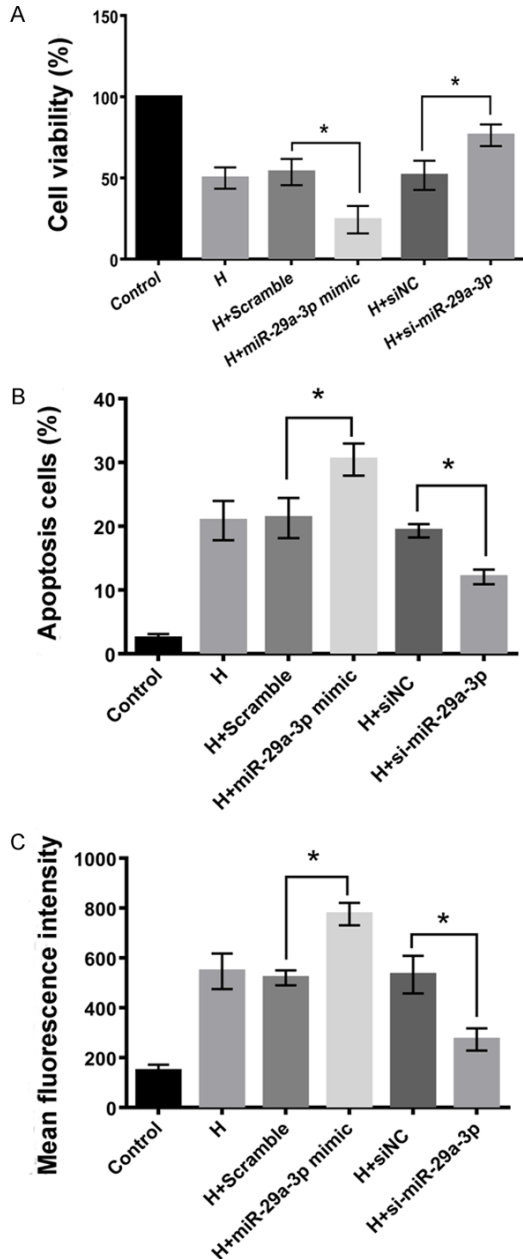 A
Cell viability (%)
150
100
50
0
*
*
Control
H
H+Scramble
H+miR-29a-3p mimic
H+siNC
H+si-miR-29a-3p
B
Apoptosis cells (%)
40
30
20
10
0
*
*
Control
H
H+Scramble
H+miR-29a-3p mimic
H+siNC
H+si-miR-29a-3p
C
Mean fluorescence intensity
1000
800
600
400
200
0
*
*
Control
H
H+Scramble
H+miR-29a-3p mimic
H+siNC
H+si-miR-29a-3p